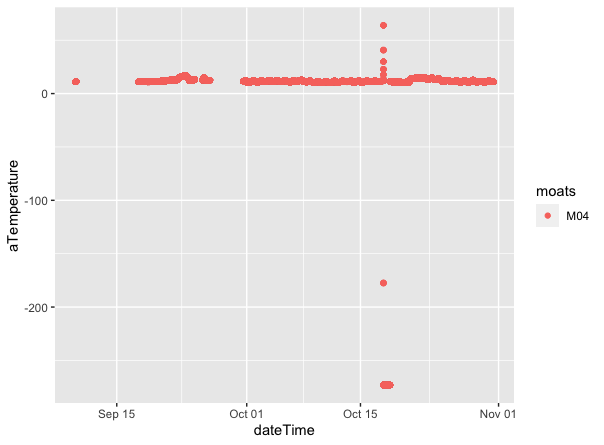 0
-100
-200
aTemperature
Sep 15
Oct 01
Oct 15
Nov 01
dateTime
moats
M04